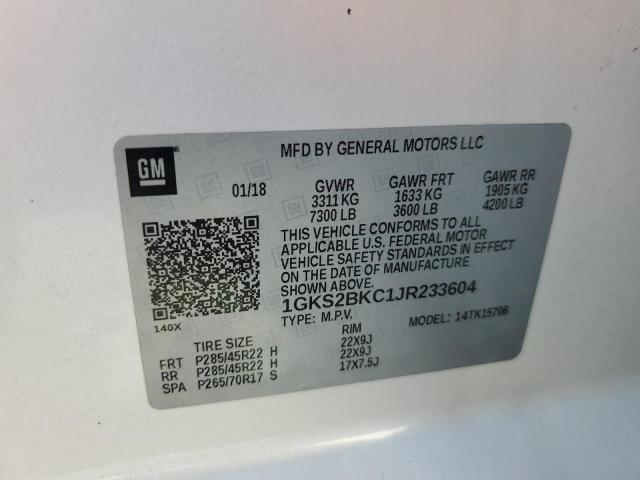 MFD BY GENERAL MOTORS LLC
GM
01/18
GVWR GAWR FRT GAWR RR
3311 KG 1633 KG 1905 KG
7300 LB 3600 LB 4200 LB
THIS VEHICLE CONFORMS TO ALL
APPLICABLE U.S. FEDERAL MOTOR
VEHICLE SAFETY STANDARDS IN EFFECT
ON THE DATE OF MANUFACTURE
SHOWN ABOVE.
1GKS2BKC1JR233604
140X
TYPE: M.P.V. MODEL: 14TK15706
TIRE SIZE RIM
FRT P285/45R22 H 22X9J
RR P285/45R22 H 22X9J
SPA P265/70R17 S 17X7.5J